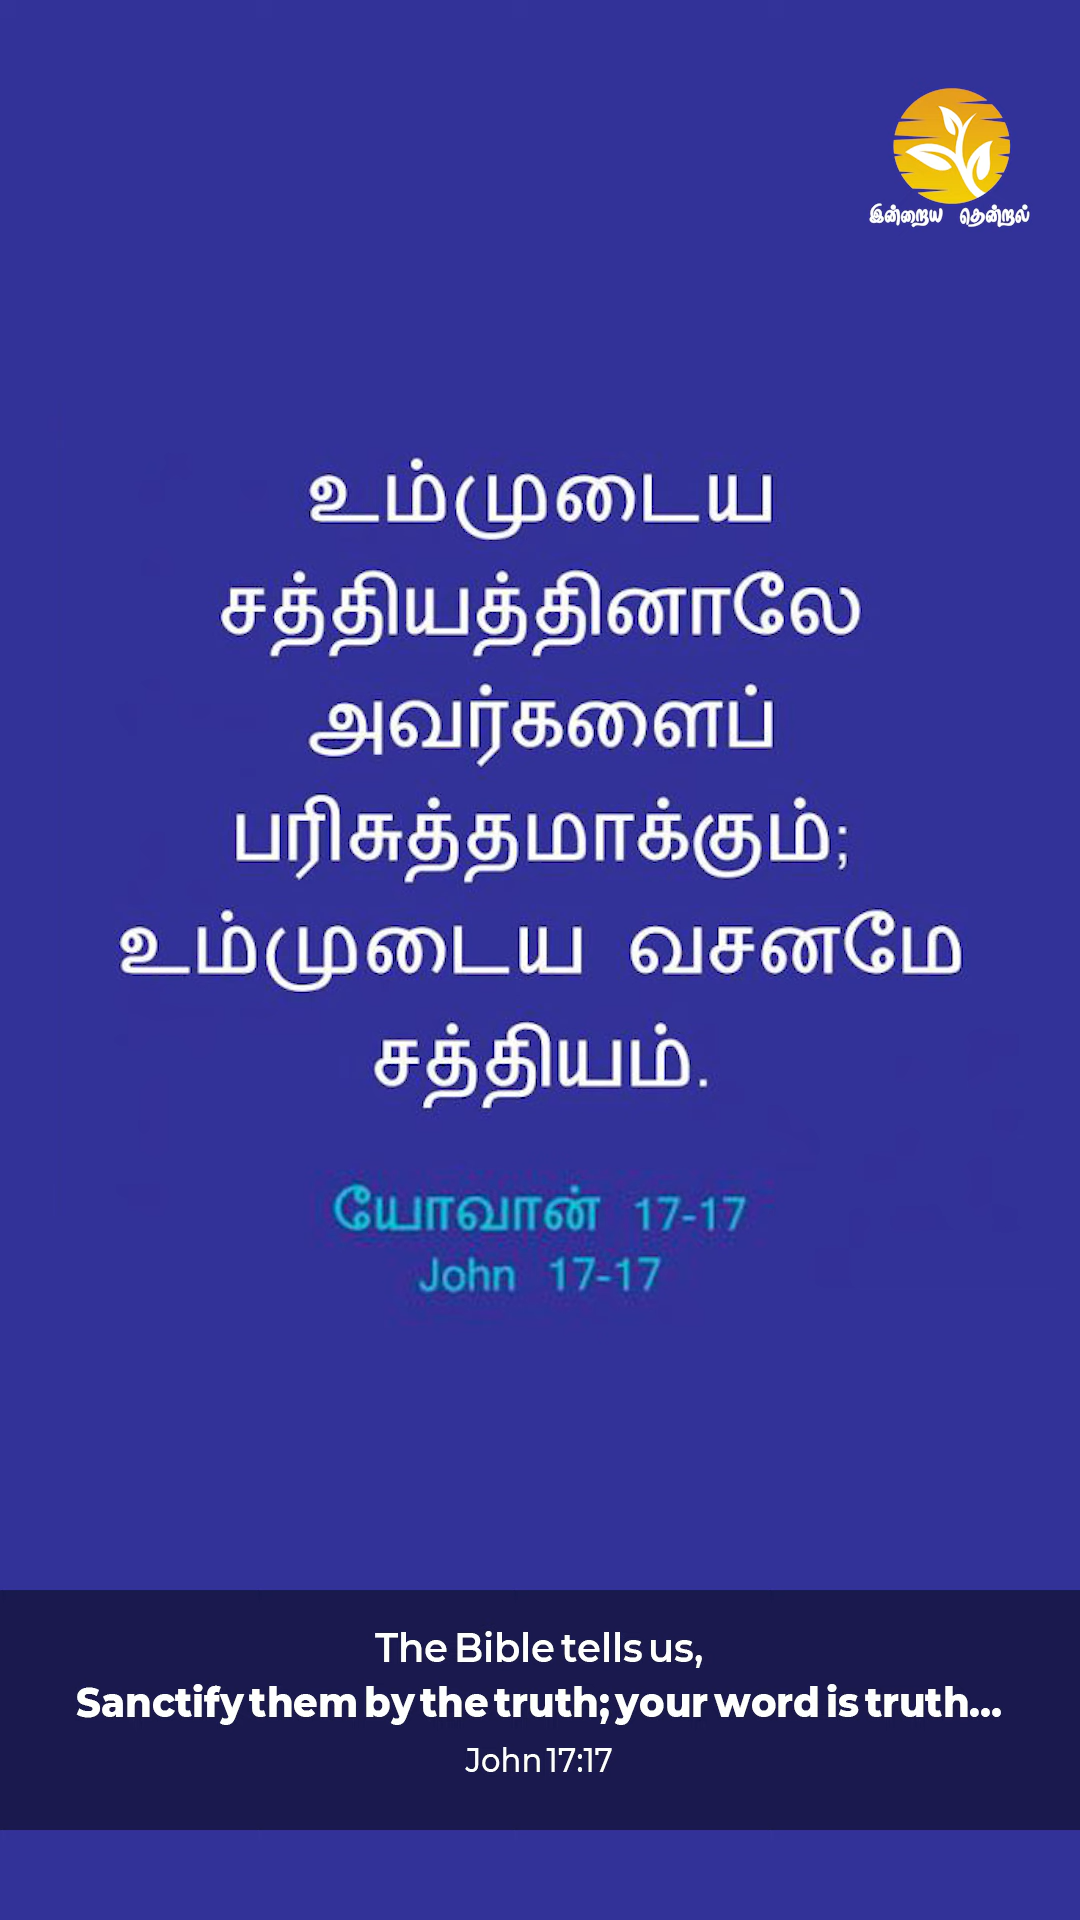 இன்றைய தென்றல்
உம்முடைய
சத்தியத்தினாலே
அவர்களைப்
பரிசுத்தமாக்கும்;
உம்முடைய வசனமே
சத்தியம்.
யோவான் 17-17
John 17-17
The Bible tells us,
Sanctify them by the truth; your word is truth...
John 17:17